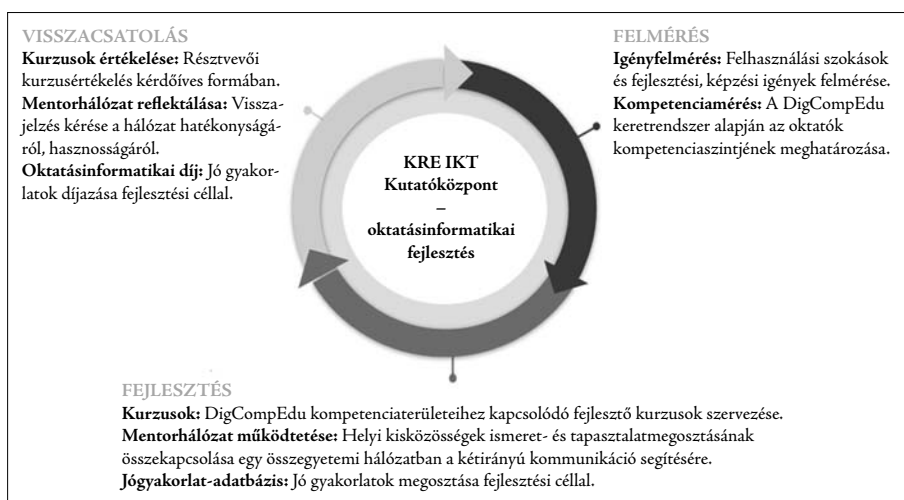 VISSZACSATOLÁS
Kurzusok értékelése: Résztvevői
kurzusértékelés kérdőíves formában.
Mentorhálózat reflektálása: Vissza-
jelzés kérése a hálózat hatékonyságá-
ról, hasznosságáról.
Oktatásinformatikai díj: Jó gyakor-
latok díjazása fejlesztési céllal.
FELMÉRÉS
Igényfelmérés: Felhasználási szokások
és fejlesztési, képzési igények felmérése.
Kompetenciamérés: A DigCompEdu
keretrendszer alapján az oktatók
kompetenciaszintjének meghatározása.
KRE IKT
Kutatóközpont
–
oktatásinformatikai
fejlesztés
FEJLESZTÉS
Kurzusok: DigCompEdu kompetenciaterületeihez kapcsolódó fejlesztő kurzusok szervezése.
Mentorhálózat működtetése: Helyi kisközösségek ismeret- és tapasztalatmegosztásának
összekapcsolása egy összegyetemi hálózatban a kétirányú kommunikáció segítésére.
Jógyakorlat-adatbázis: Jó gyakorlatok megosztása fejlesztési céllal.